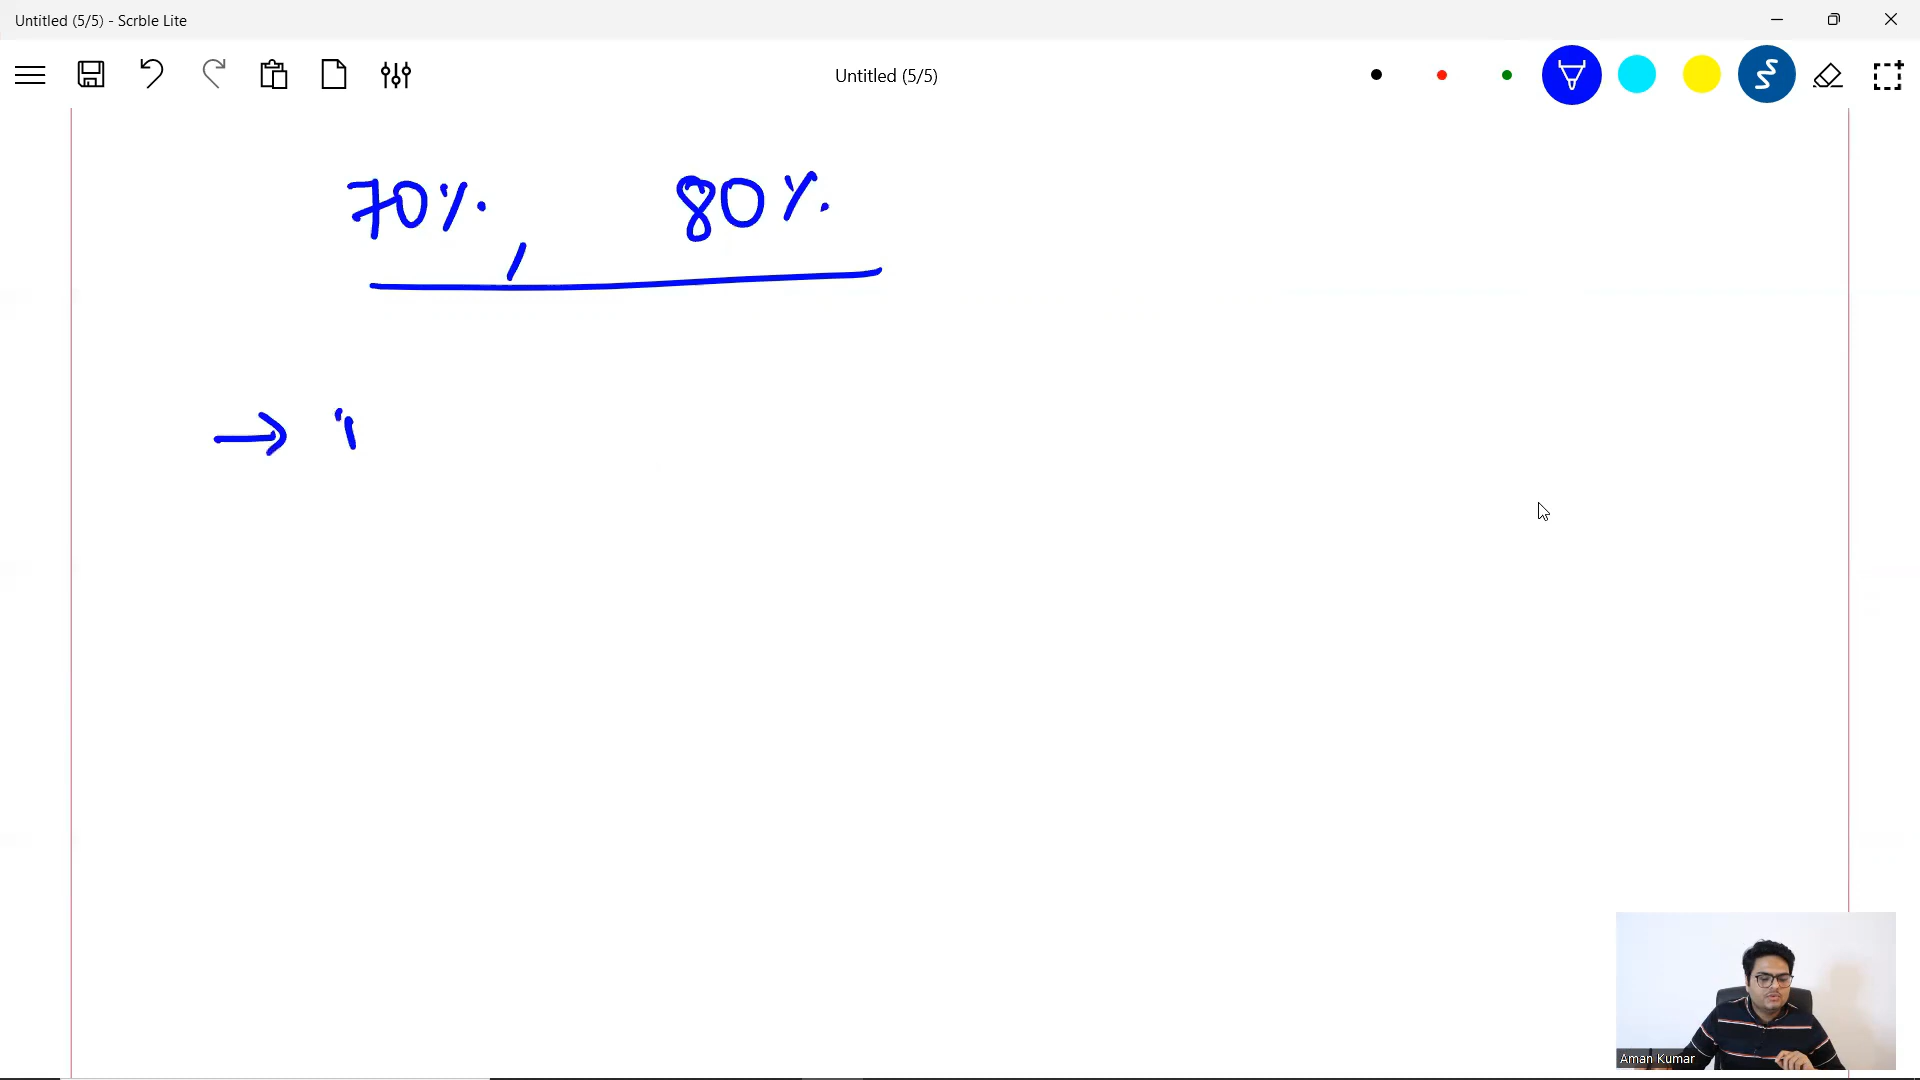 Untitled (5/5) - Scrble Lite
Untitled (5/5)
70%, 80%
→
Aman Kumar